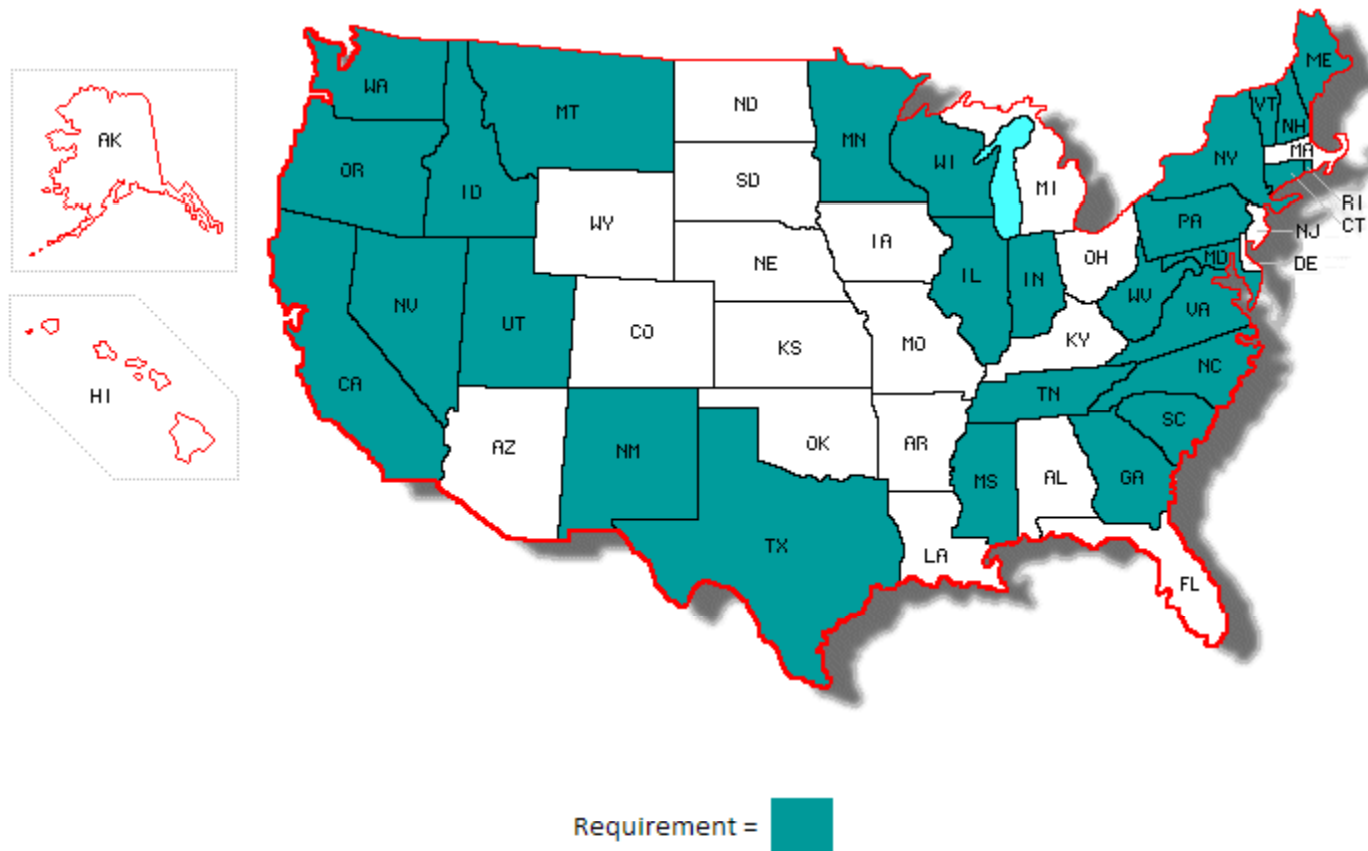 ME
WA
ND
MT
VT
AK
MN
NH
MA
NY
WI
OR
SD
ID
MI
RI
WY
PA
CT
NJ
IA
OH
MD
DE
NE
IL
IN
WV
NV
UT
VA
CO
KY
MO
KS
NC
CA
HI
TN
SC
AZ
OK
AR
NM
MS
AL
GA
TX
LA
FL
Requirement =